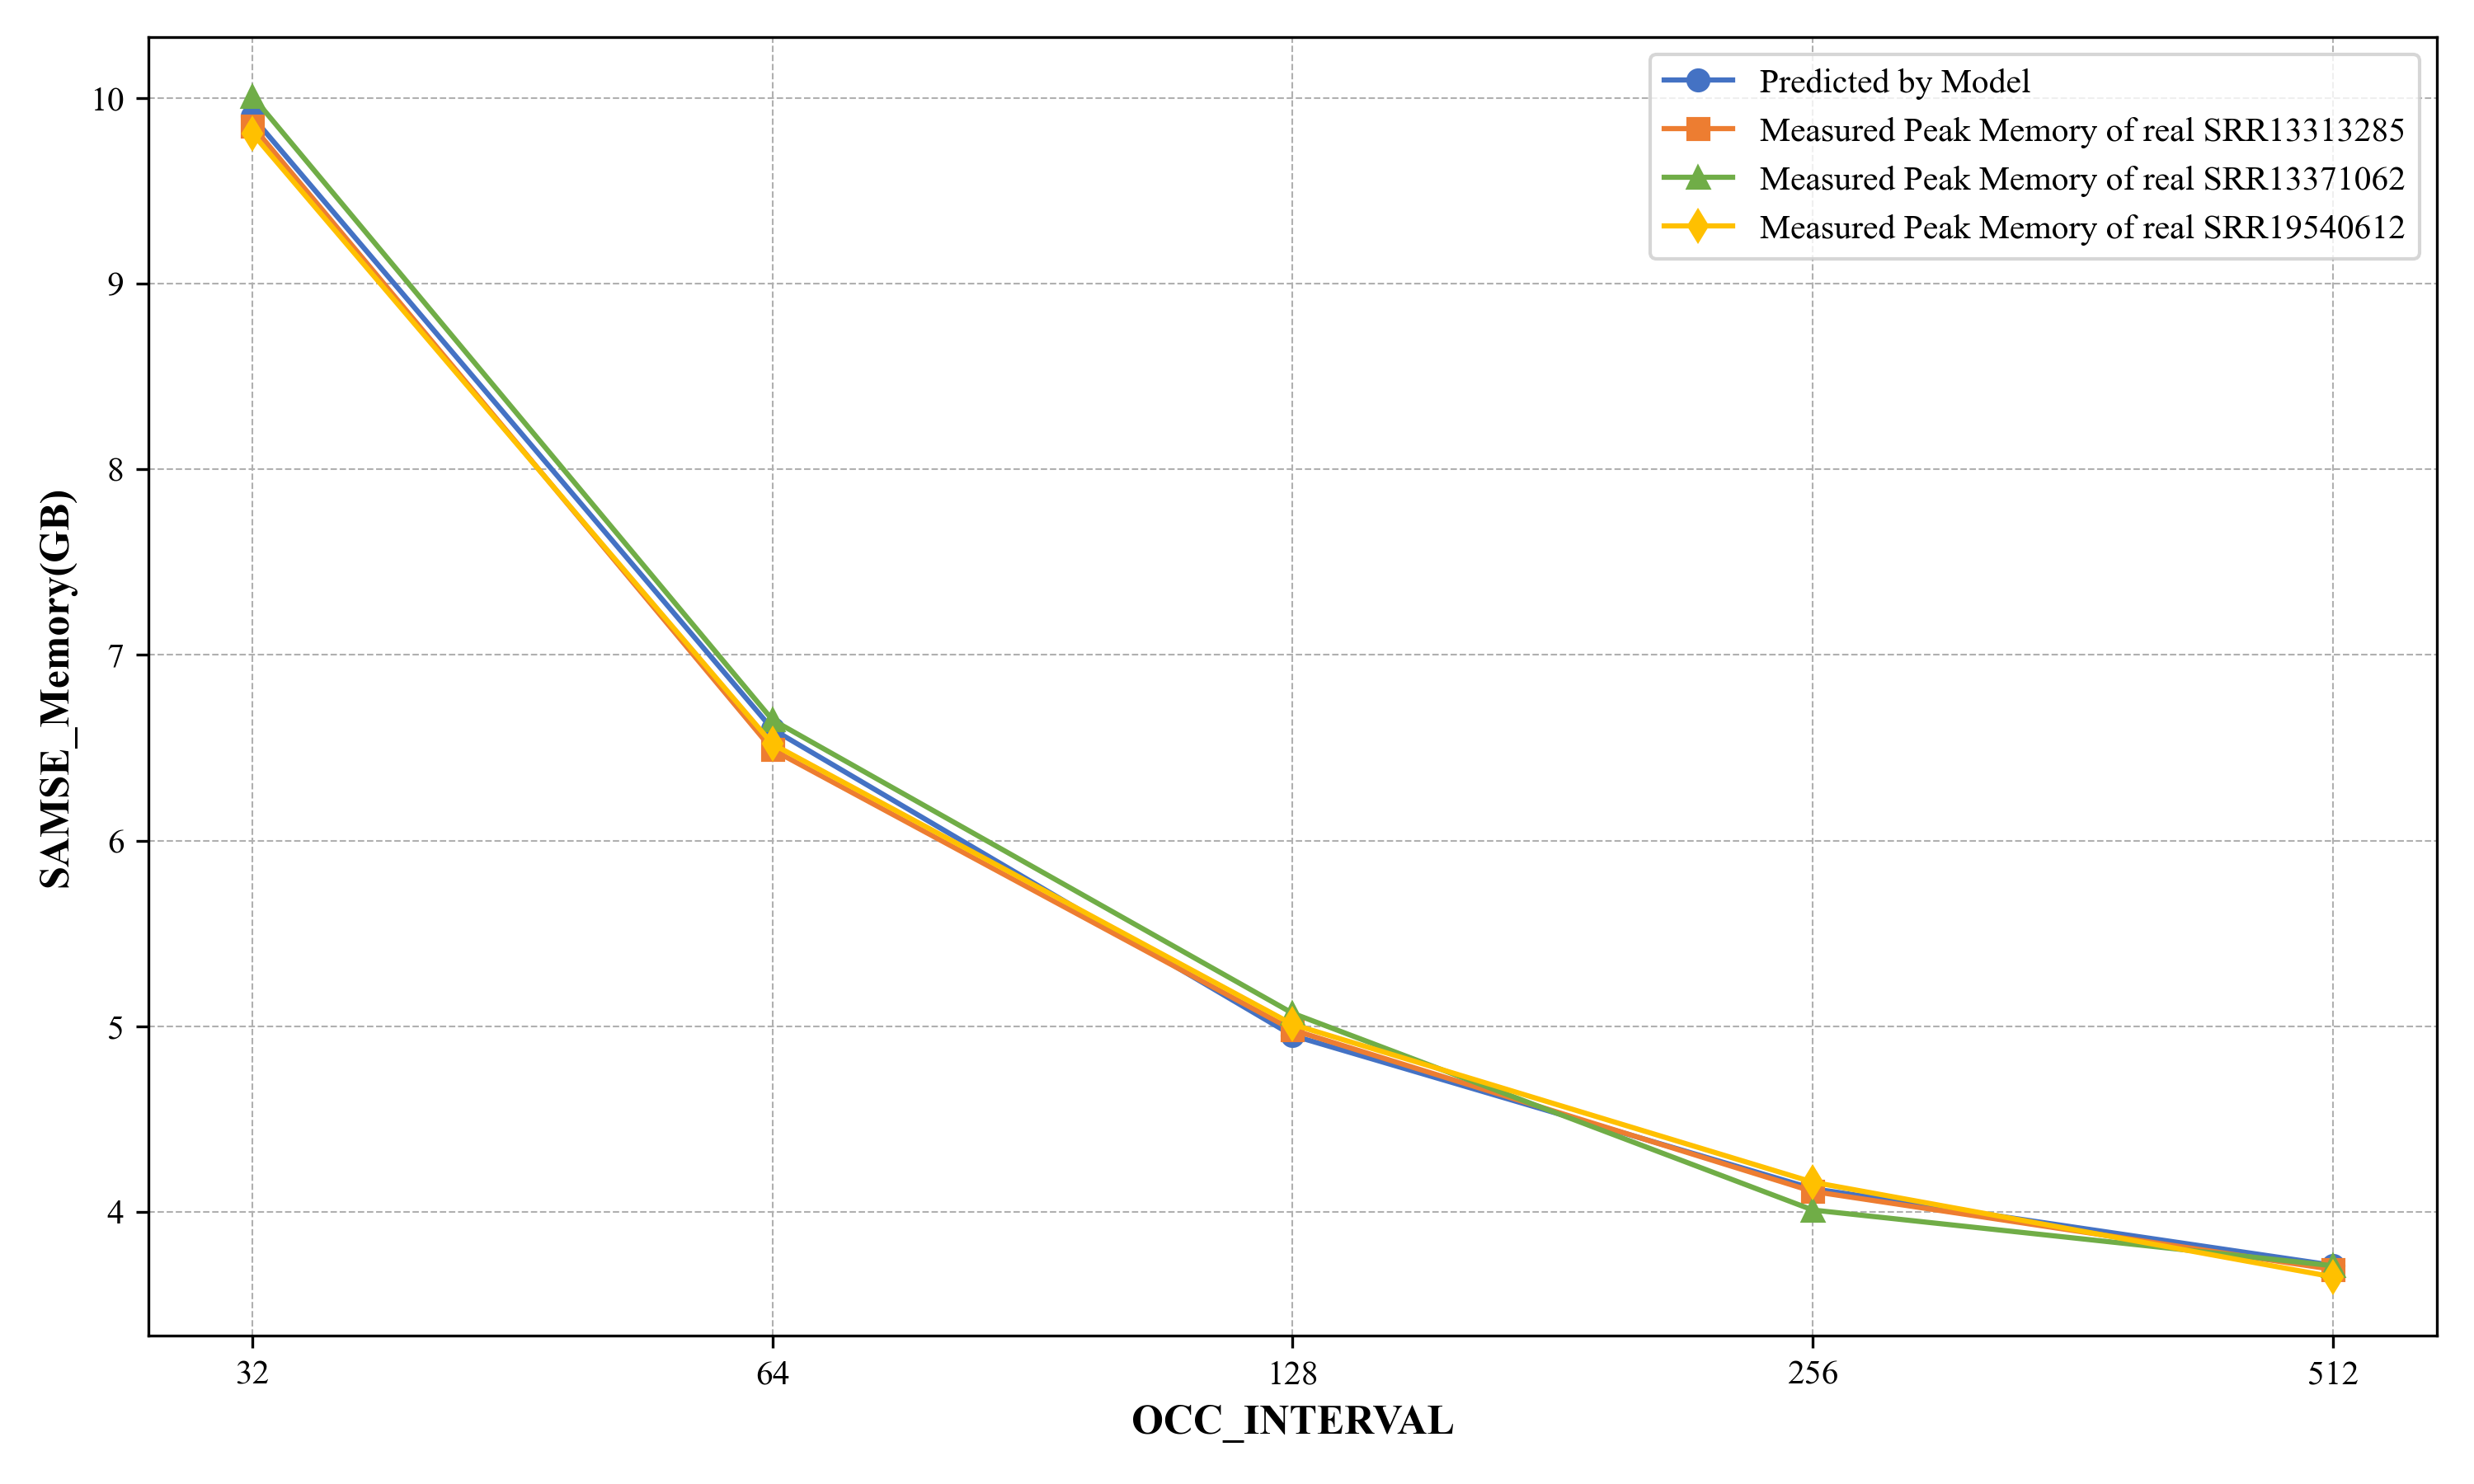 Predicted by Model
Measured Peak Memory of real SRR13313285
Measured Peak Memory of real SRR13371062
Measured Peak Memory of real SRR19540612
10
9
8
7
6
5
4
SAMSE_Memory(GB)
32 64 128 256 512
OCC_INTERVAL